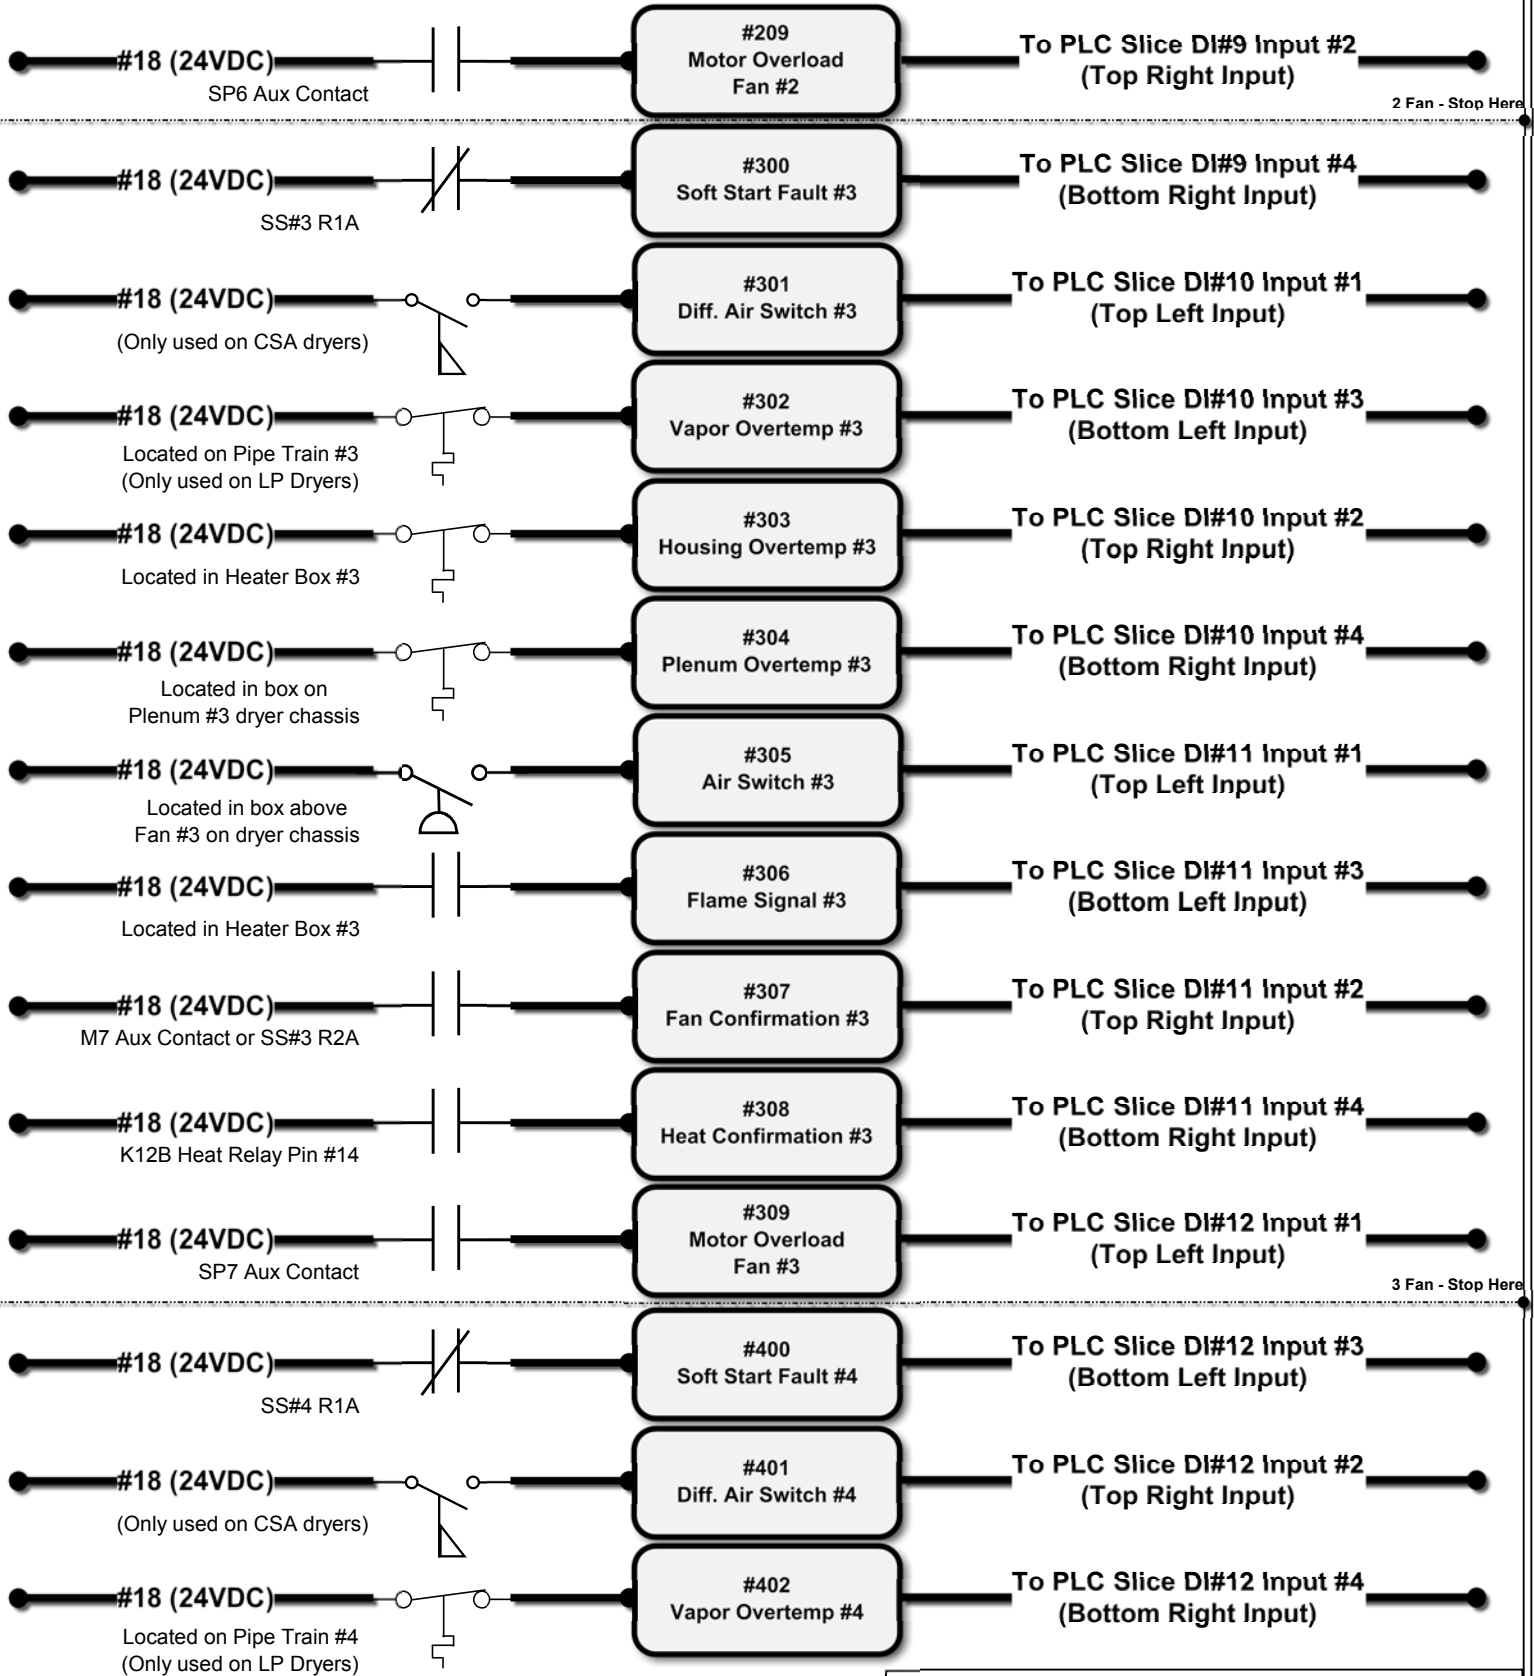 #18 (24VDC)
SP6 Aux Contact
#209
Motor Overload
Fan #2
To PLC Slice DI#9 Input #2
(Top Right Input)
2 Fan - Stop Here
#18 (24VDC)
SS#3 R1A
#300
Soft Start Fault #3
To PLC Slice DI#9 Input #4
(Bottom Right Input)
#18 (24VDC)
(Only used on CSA dryers)
#301
Diff. Air Switch #3
To PLC Slice DI#10 Input #1
(Top Left Input)
#18 (24VDC)
Located on Pipe Train #3
(Only used on LP Dryers)
#302
Vapor Overtemp #3
To PLC Slice DI#10 Input #3
(Bottom Left Input)
#18 (24VDC)
Located in Heater Box #3
#303
Housing Overtemp #3
To PLC Slice DI#10 Input #2
(Top Right Input)
#18 (24VDC)
Located in box on
Plenum #3 dryer chassis
#304
Plenum Overtemp #3
To PLC Slice DI#10 Input #4
(Bottom Right Input)
#18 (24VDC)
Located in box above
Fan #3 on dryer chassis
#305
Air Switch #3
To PLC Slice DI#11 Input #1
(Top Left Input)
#18 (24VDC)
Located in Heater Box #3
#306
Flame Signal #3
To PLC Slice DI#11 Input #3
(Bottom Left Input)
#18 (24VDC)
M7 Aux Contact or SS#3 R2A
#307
Fan Confirmation #3
To PLC Slice DI#11 Input #2
(Top Right Input)
#18 (24VDC)
K12B Heat Relay Pin #14
#308
Heat Confirmation #3
To PLC Slice DI#11 Input #4
(Bottom Right Input)
#18 (24VDC)
SP7 Aux Contact
#309
Motor Overload
Fan #3
To PLC Slice DI#12 Input #1
(Top Left Input)
3 Fan - Stop Here
#18 (24VDC)
SS#4 R1A
#400
Soft Start Fault #4
To PLC Slice DI#12 Input #3
(Bottom Left Input)
#18 (24VDC)
(Only used on CSA dryers)
#401
Diff. Air Switch #4
To PLC Slice DI#12 Input #2
(Top Right Input)
#18 (24VDC)
Located on Pipe Train #4
(Only used on LP Dryers)
#402
Vapor Overtemp #4
To PLC Slice DI#12 Input #4
(Bottom Right Input)